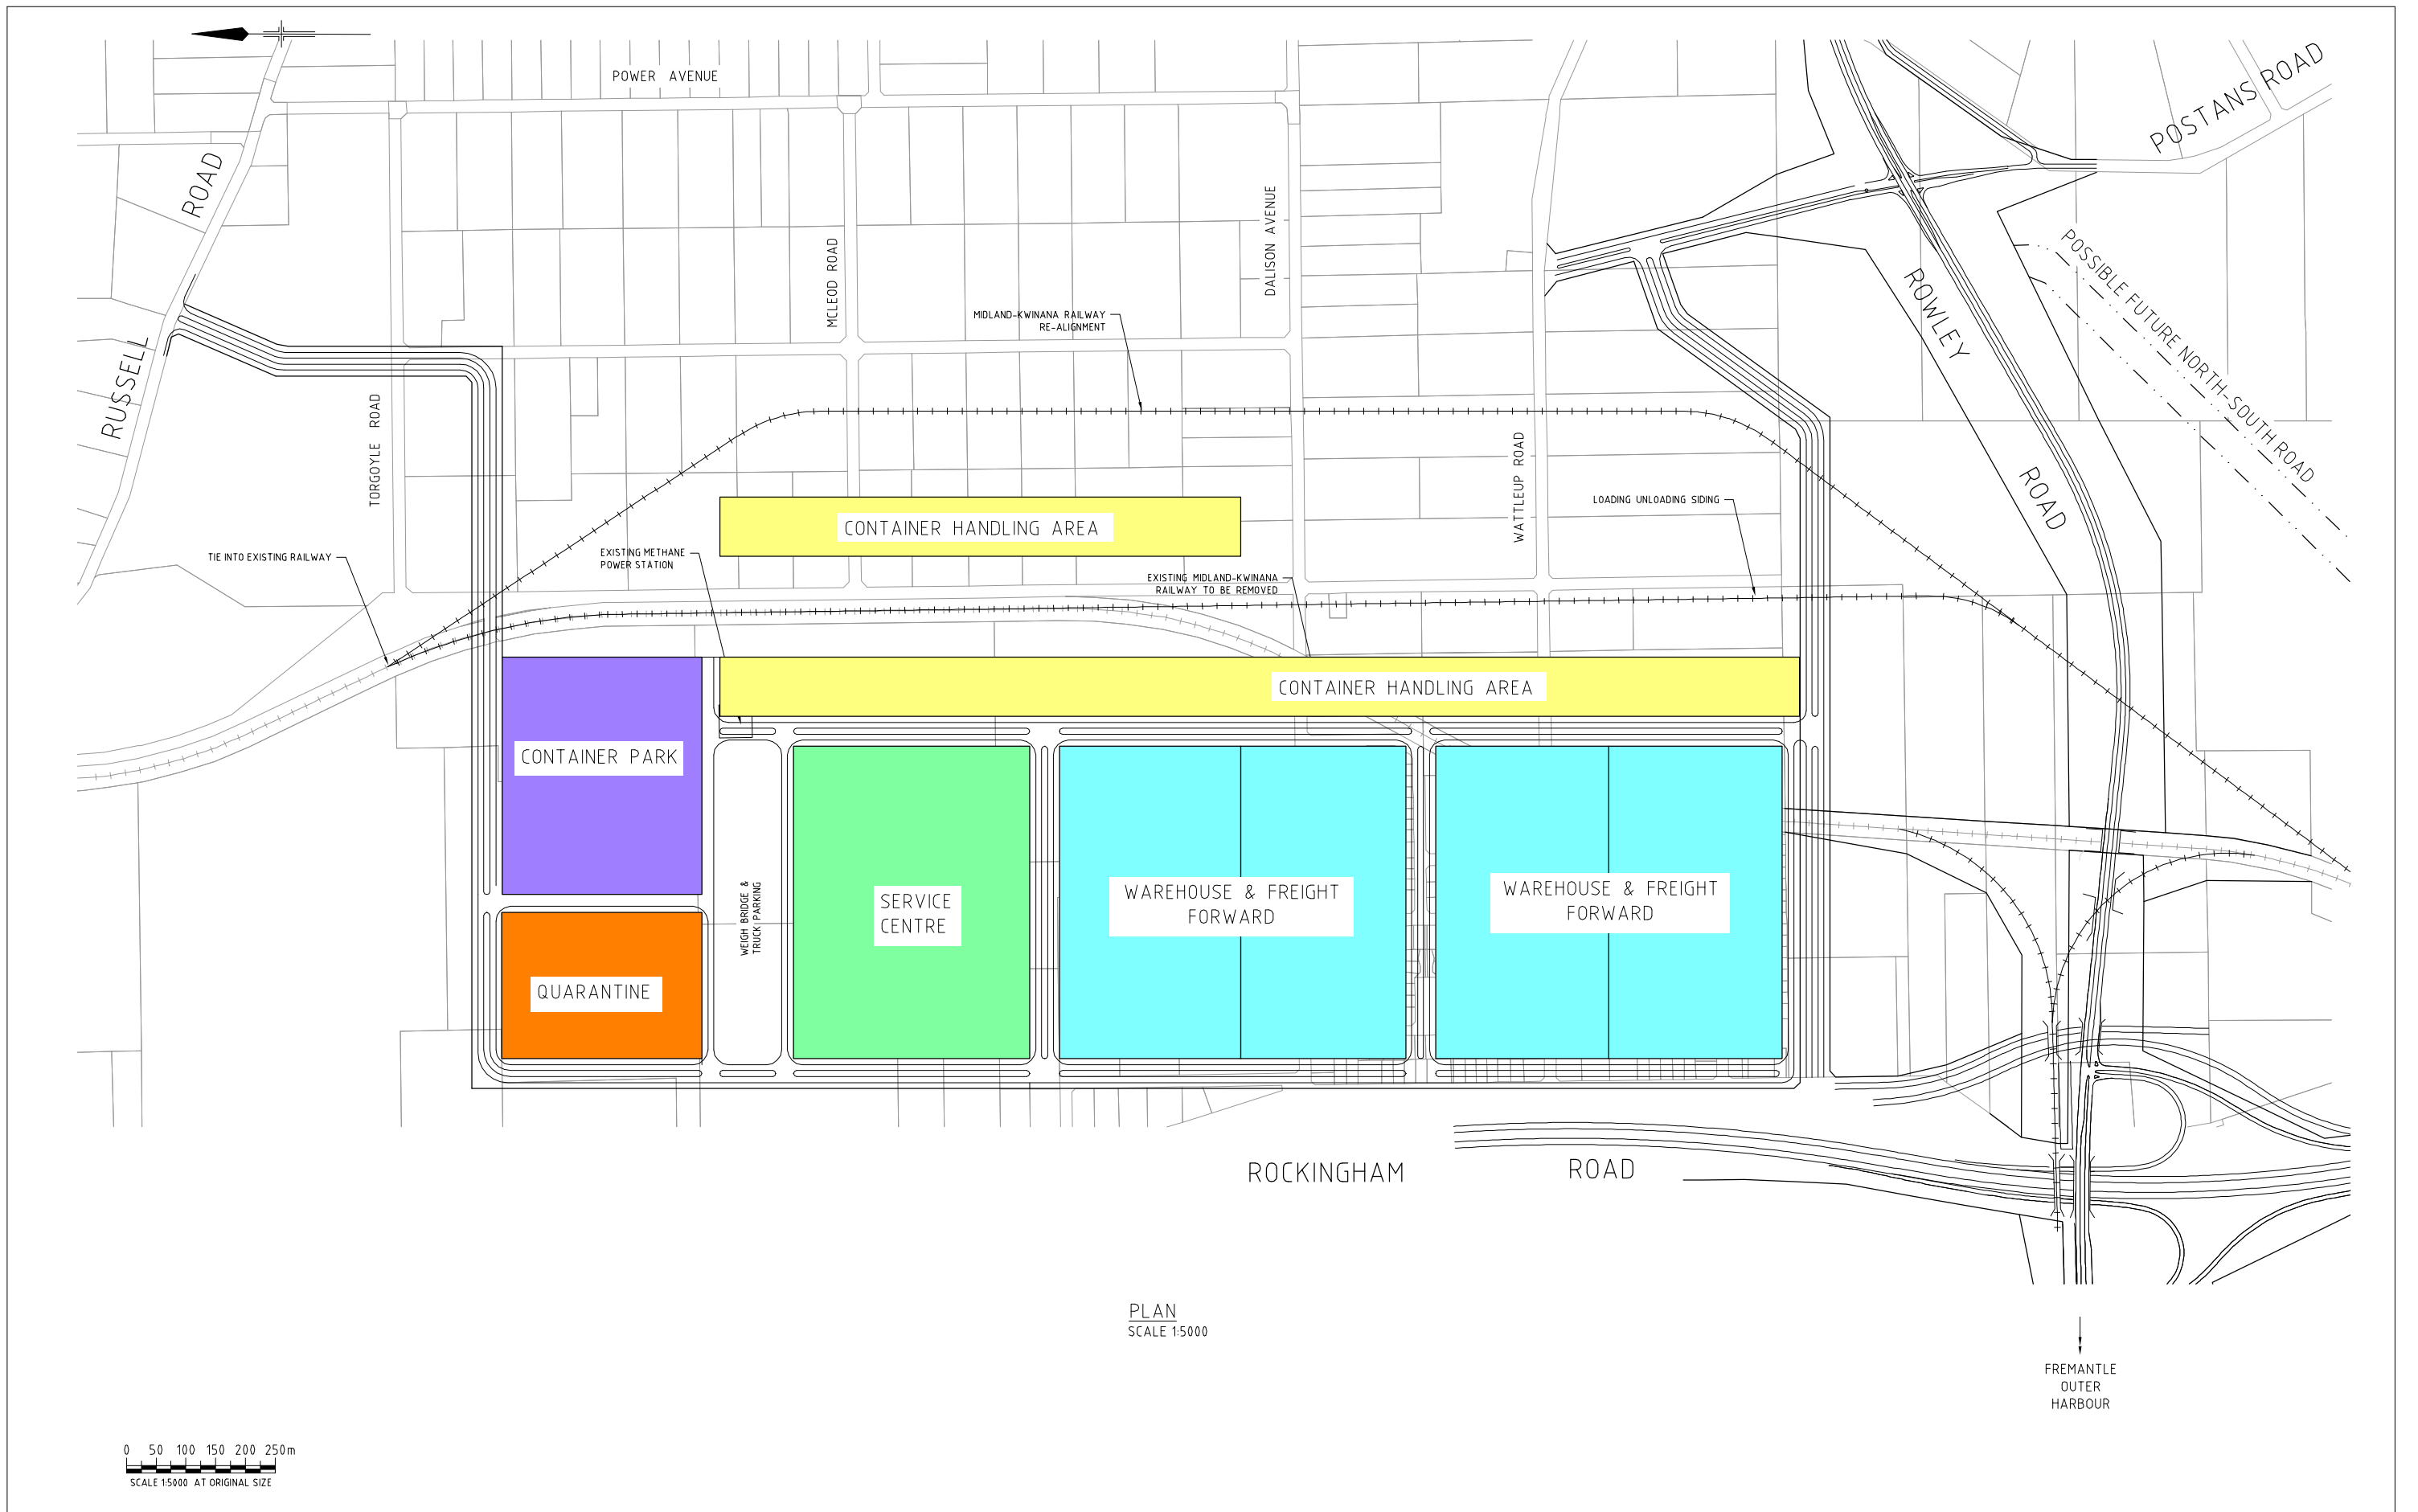 POWER AVENUE
POSTANS ROAD
RUSSELL ROAD
MCLEOD ROAD
DALISON AVENUE
POSSIBLE FUTURE NORTH-SOUTH ROAD
ROWLEY ROAD
MIDLAND-KWINANA RAILWAY
RE-ALIGNMENT
TORGOYLE ROAD
WATTLEUP ROAD
LOADING UNLOADING SIDING
CONTAINER HANDLING AREA
TIE INTO EXISTING RAILWAY
EXISTING METHANE
POWER STATION
EXISTING MIDLAND-KWINANA
RAILWAY TO BE REMOVED
CONTAINER HANDLING AREA
CONTAINER PARK
WEIGH BRIDGE &
TRUCK PARKING
SERVICE
CENTRE
WAREHOUSE & FREIGHT
FORWARD
WAREHOUSE & FREIGHT
FORWARD
QUARANTINE
ROCKINGHAM ROAD
PLAN
SCALE 1:5000
FREMANTLE
OUTER
HARBOUR
0 50 100 150 200 250m
SCALE 1:5000 AT ORIGINAL SIZE